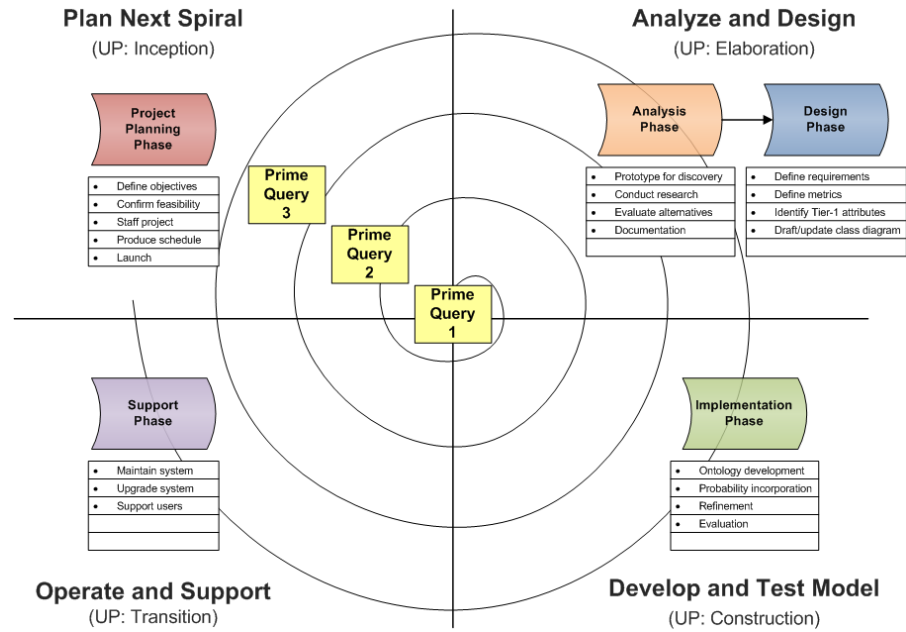 Plan Next Spiral
(UP: Inception)
Analyze and Design
(UP: Elaboration)
Project
Planning
Phase
• Define objectives
• Confirm feasibility
• Staff project
• Produce schedule
• Launch
Analysis
Phase
• Prototype for discovery
• Conduct research
• Evaluate alternatives
• Documentation
Design
Phase
• Define requirements
• Define metrics
• Identify Tier-1 attributes
• Draft/update class diagram
Prime
Query
3
Prime
Query
2
Prime
Query
1
Support
Phase
• Maintain system
• Upgrade system
• Support users
Implementation
Phase
• Ontology development
• Probability incorporation
• Refinement
• Evaluation
Operate and Support
(UP: Transition)
Develop and Test Model
(UP: Construction)